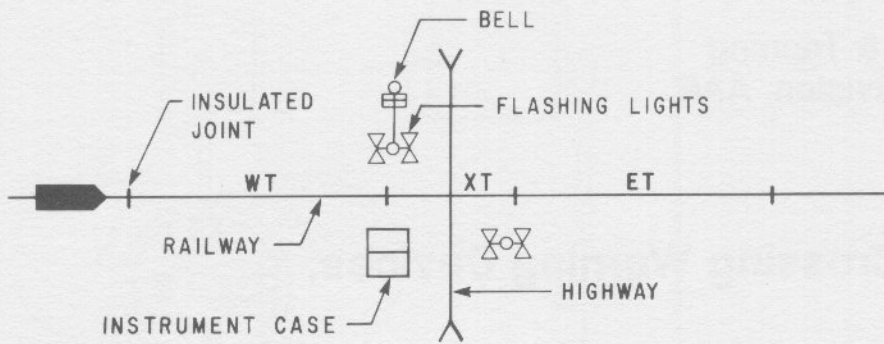 BELL
INSULATED
JOINT
FLASHING LIGHTS
WT
XT
ET
RAILWAY
HIGHWAY
INSTRUMENT CASE